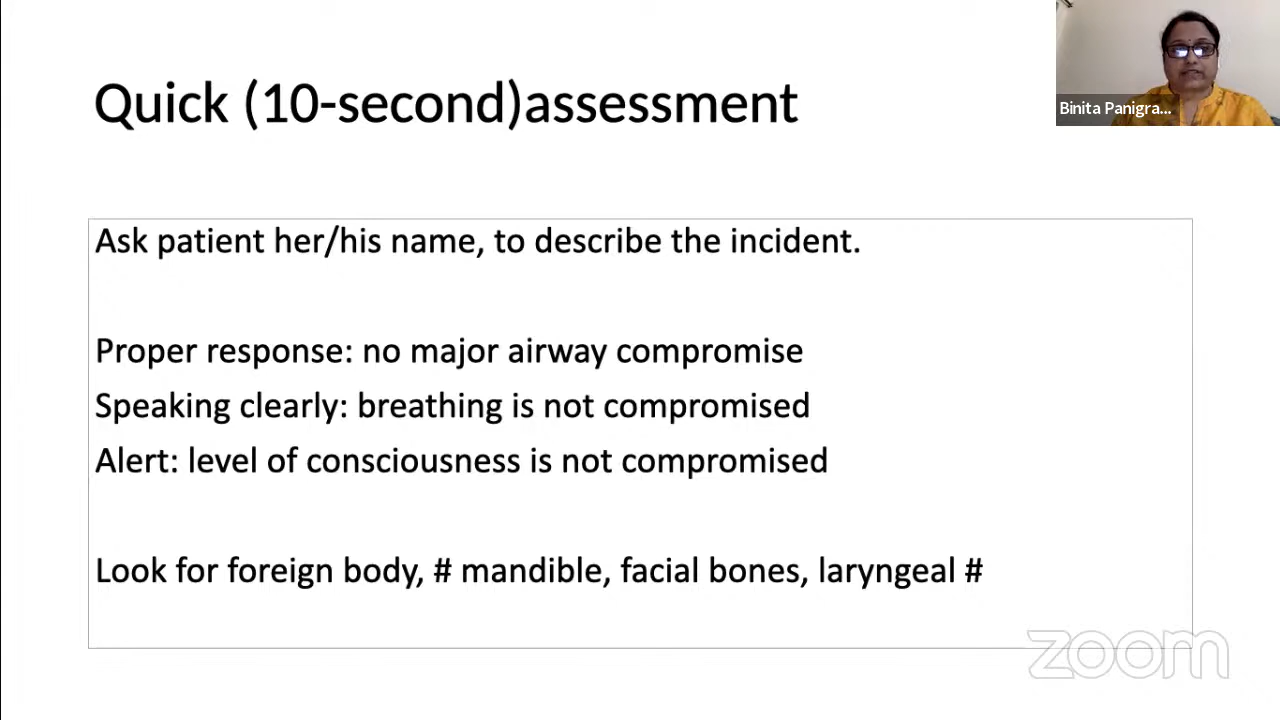 Quick (10-second)assessment
Binita Panigra...
Ask patient her/his name, to describe the incident.
Proper response: no major airway compromise
Speaking clearly: breathing is not compromised
Alert: level of consciousness is not compromised
Look for foreign body, # mandible, facial bones, laryngeal #
zoom